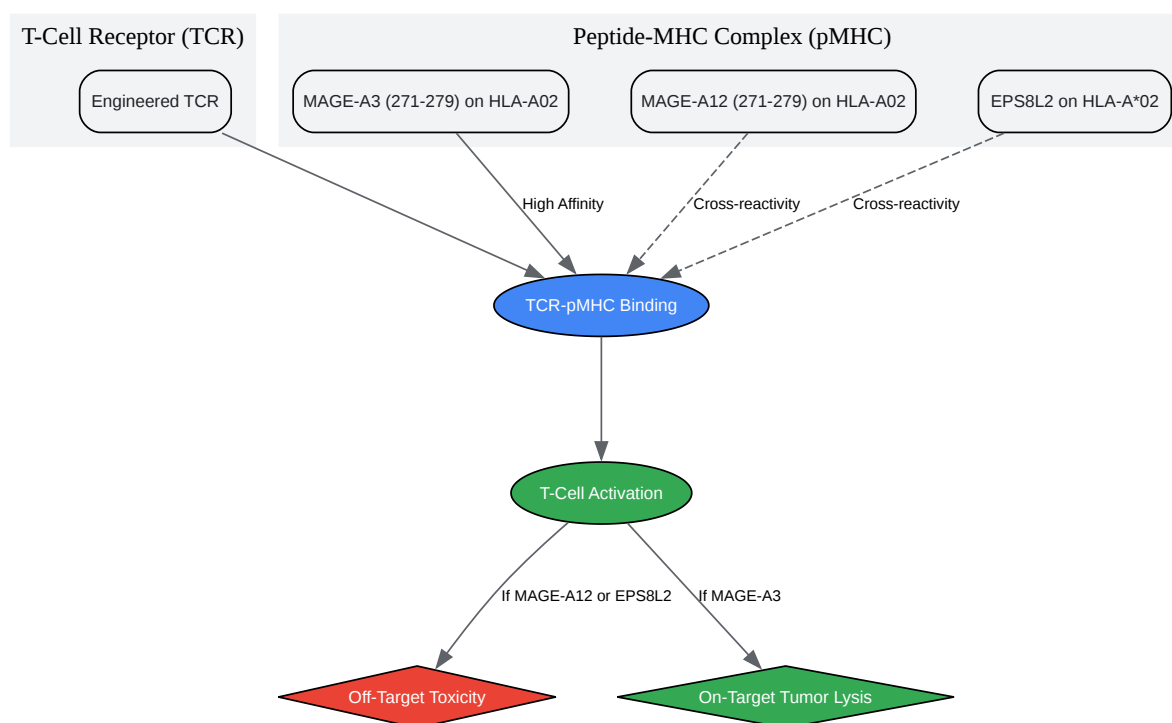 T-Cell Receptor (TCR)
Peptide-MHC Complex (pMHC)
Engineered TCR
MAGE-A3 (271-279) on HLA-A02
MAGE-A12 (271-279) on HLA-A02
EPS8L2 on HLA-A*02
High Affinity
Cross-reactivity
Cross-reactivity
TCR-pMHC Binding
T-Cell Activation
If MAGE-A12 or EPS8L2
If MAGE-A3
Off-Target Toxicity
On-Target Tumor Lysis